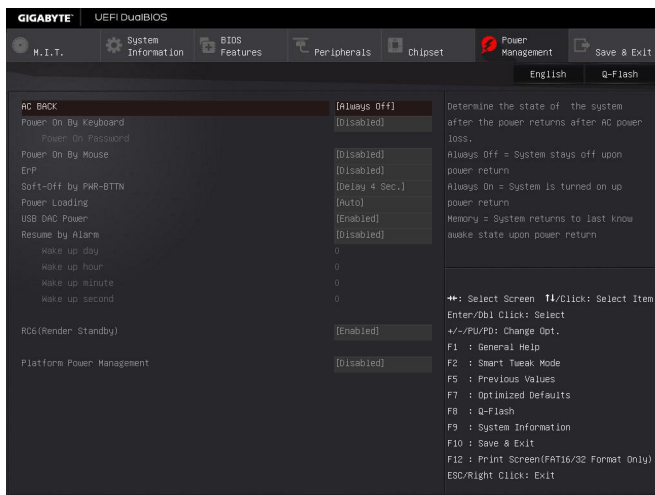 GIGABYTE™ UEFI DualBIOS
M.I.T. System Information BIOS Features Peripherals Chipset Power Management Save & Exit
English Q-Flash
AC BACK [Always Off]
Power On By Keyboard [Disabled]
Power On Password
Power On By Mouse [Disabled]
ErP [Disabled]
Soft-Off by PWR-BTTN [Delay 4 Sec.]
Power Loading [Auto]
USB DAC Power [Enabled]
Resume by Alarm [Disabled]
Wake up day 0
Wake up hour 0
Wake up minute 0
Wake up second 0
RC6(Render Standby) [Enabled]
Platform Power Management [Disabled]
Determine the state of the system
after the power returns after AC power
loss.
Always Off = System stays off upon
power return
Always On = System is turned on up
power return
Memory = System returns to last know
awake state upon power return
→←: Select Screen ↑↓/Click: Select Item
Enter/Dbl Click: Select
+/-/PU/PD: Change Opt.
F1 : General Help
F2 : Smart Tweak Mode
F5 : Previous Values
F7 : Optimized Defaults
F8 : Q-Flash
F9 : System Information
F10 : Save & Exit
F12 : Print Screen(FAT16/32 Format Only)
ESC/Right Click: Exit